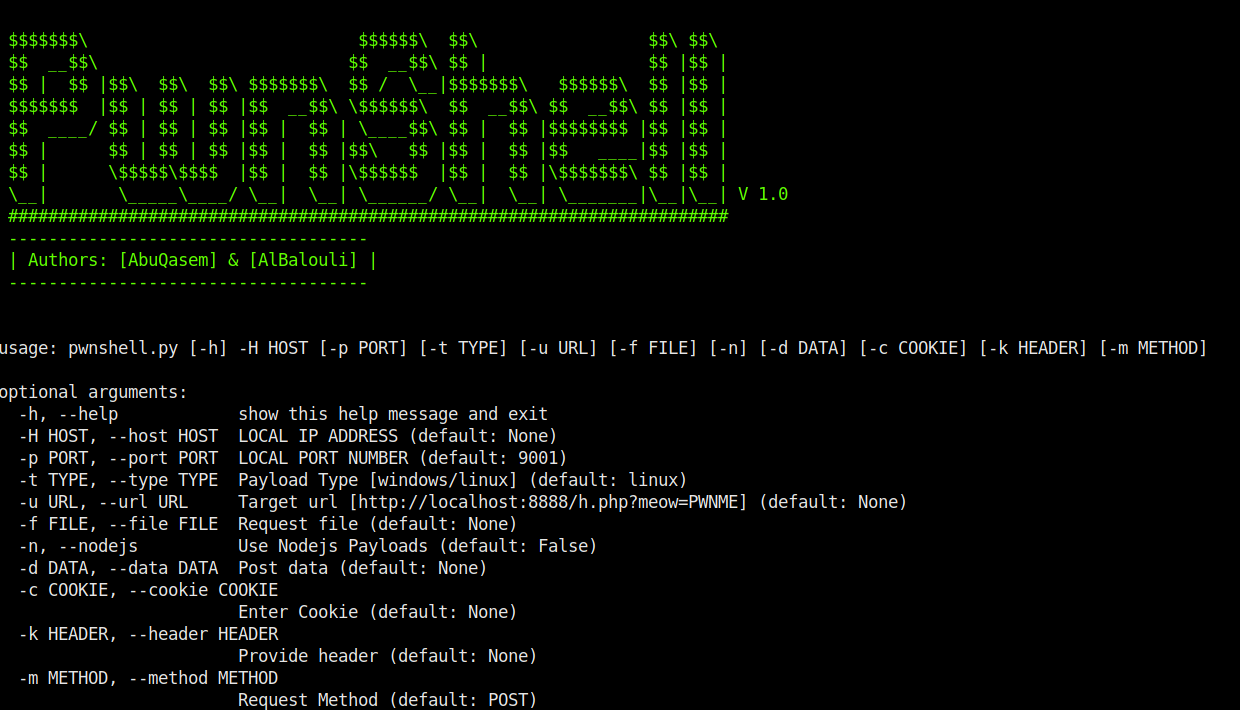 $$$$$$$\                           $$$$$$\  $$\                 $$\ $$\
$$  __$$\                         $$  __$$\ $$ |                $$ |$$ |
$$ |  $$ |$$\  $$\  $$\ $$$$$$$\  $$ /  \__|$$$$$$$\   $$$$$$\  $$ |$$ |
$$$$$$$  |$$ | $$ | $$ |$$  __$$\ \$$$$$$\  $$  __$$\ $$  __$$\ $$ |$$ |
$$  ____/ $$ | $$ | $$ |$$ |  $$ | \____$$\ $$ |  $$ |$$$$$$$$ |$$ |$$ |
$$ |      $$ | $$ | $$ |$$ |  $$ |$$\   $$ |$$ |  $$ |$$   ____|$$ |$$ |
$$ |      \$$$$$\$$$$  |$$ |  $$ |\$$$$$$  |$$ |  $$ |\$$$$$$$\ $$ |$$ |
\__|       \_____\____/ \__|  \__| \______/ \__|  \__| \_______|\__|\__| V 1.0
########################################################################
------------------------------------
| Authors: [AbuQasem] & [AlBalouli] |
------------------------------------
usage: pwnshell.py [-h] -H HOST [-p PORT] [-t TYPE] [-u URL] [-f FILE] [-n] [-d DATA] [-c COOKIE] [-k HEADER] [-m METHOD]
optional arguments:
  -h, --help            show this help message and exit
  -H HOST, --host HOST  LOCAL IP ADDRESS (default: None)
  -p PORT, --port PORT  LOCAL PORT NUMBER (default: 9001)
  -t TYPE, --type TYPE  Payload Type [windows/linux] (default: linux)
  -u URL, --url URL     Target url [http://localhost:8888/h.php?meow=PWNME] (default: None)
  -f FILE, --file FILE  Request file (default: None)
  -n, --nodejs          Use Nodejs Payloads (default: False)
  -d DATA, --data DATA  Post data (default: None)
  -c COOKIE, --cookie COOKIE
                        Enter Cookie (default: None)
  -k HEADER, --header HEADER
                        Provide header (default: None)
  -m METHOD, --method METHOD
                        Request Method (default: POST)